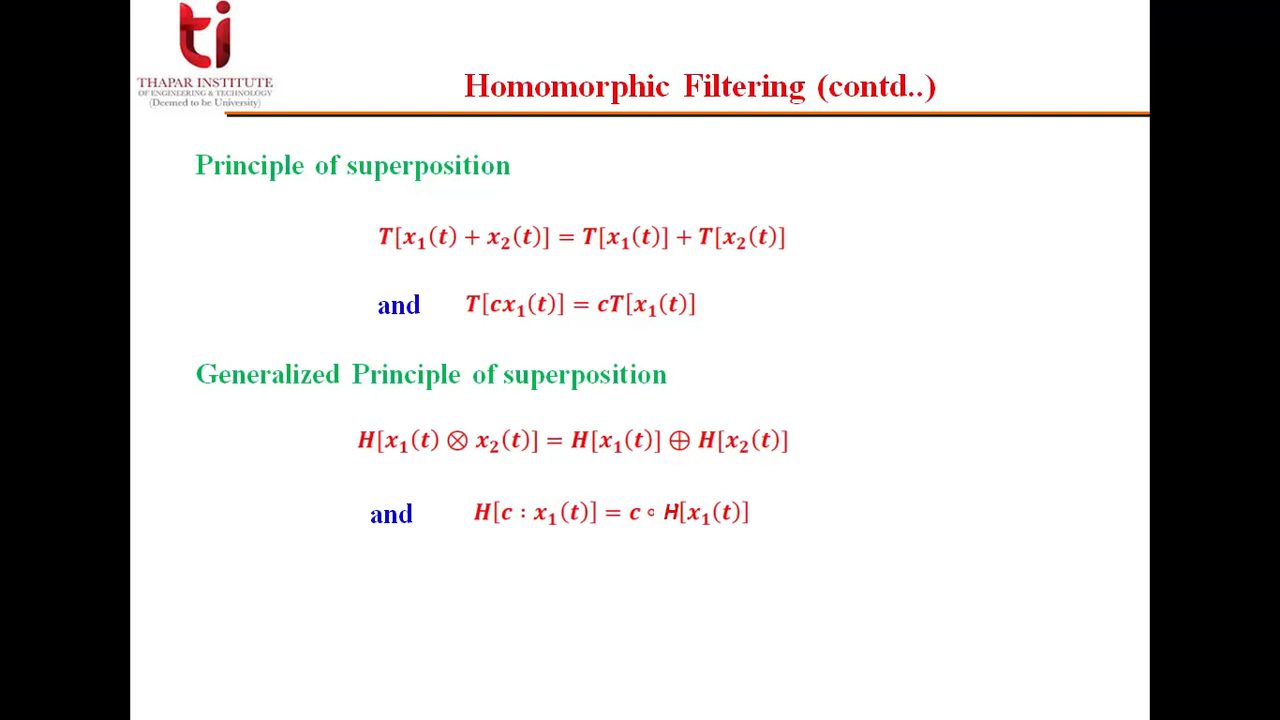 ti
THAPAR INSTITUTE
OF ENGINEERING & TECHNOLOGY
(Deemed to be University)
Homomorphic Filtering (contd..)
Principle of superposition
T[x₁(t) + x₂(t)] = T[x₁(t)] + T[x₂(t)]
and T[cx₁(t)] = cT[x₁(t)]
Generalized Principle of superposition
H[x₁(t) ⊗ x₂(t)] = H[x₁(t)] ⊕ H[x₂(t)]
and H[c : x₁(t)] = c ∘ H[x₁(t)]